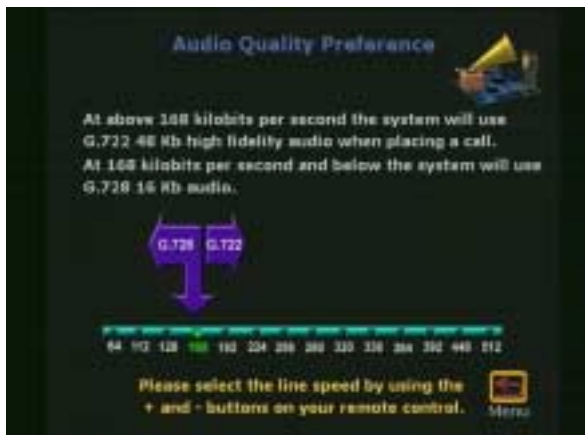 Audio Quality Preference
At above 168 kilobits per second the system will use
G.722 48 Kb high fidelity audio when placing a call.
At 168 kilobits per second and below the system will use
G.728 16 Kb audio.
G.728 G.722
64 112 128 168 192 224 256 280 320 336 384 392 448 512
Please select the line speed by using the
+ and - buttons on your remote control.
Menu